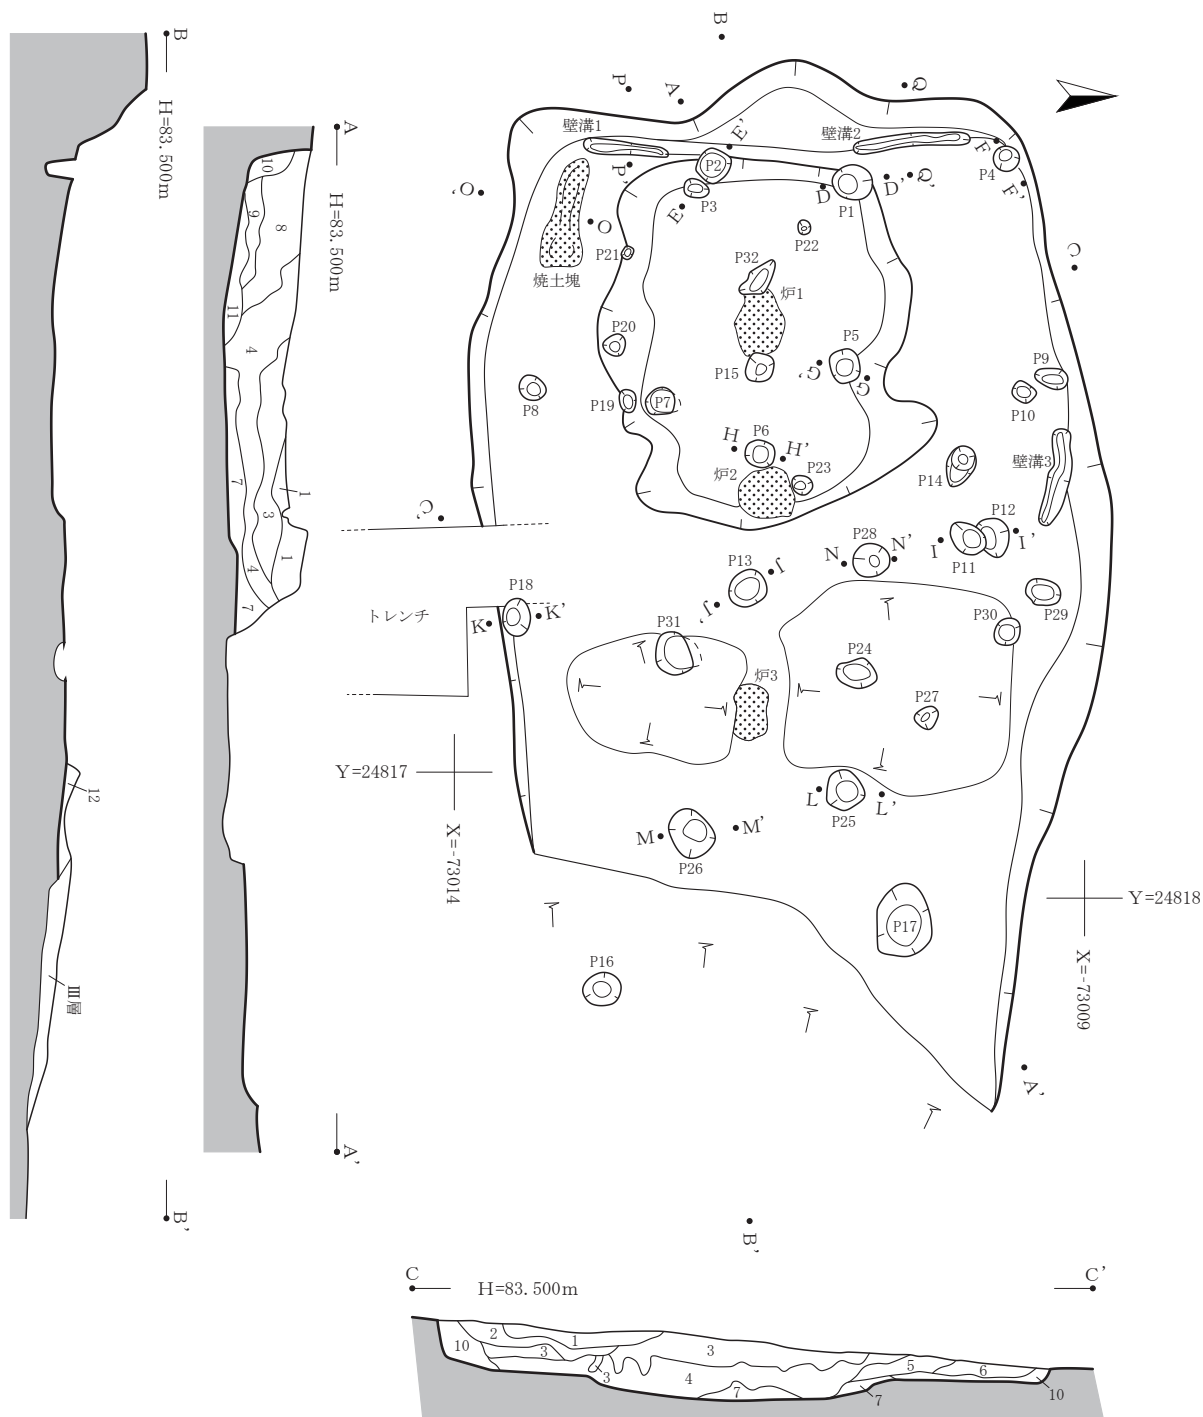 B
B
A
H=83.500m
H=83.500m
P
A
Q
壁溝1
E'
壁溝2
F
P2
P4
O'
P'
D
P1
D'
Q'
F'
P3
E
O
P22
C
P21
焼土塊
P32
炉1
P20
P5
P9
P15
G'
G
P8
P19
P7
P10
H
P6
H'
炉2
P23
P14
壁溝3
C'
P12
P28
N
N'
I
I'
P11
P13
J
P18
J'
P30
P29
トレンチ
K
K'
P31
P24
炉3
P27
Y=24817
L
L'
P25
X=-73014
M
M'
P26
Y=24818
P17
X=-73009
P16
A'
A'
B'
B'
10
9
8
11
4
7
1
3
1
4
7
12
Ⅲ層
C
H=83.500m
C'
10
2
1
3
3
3
4
7
5
6
7
10